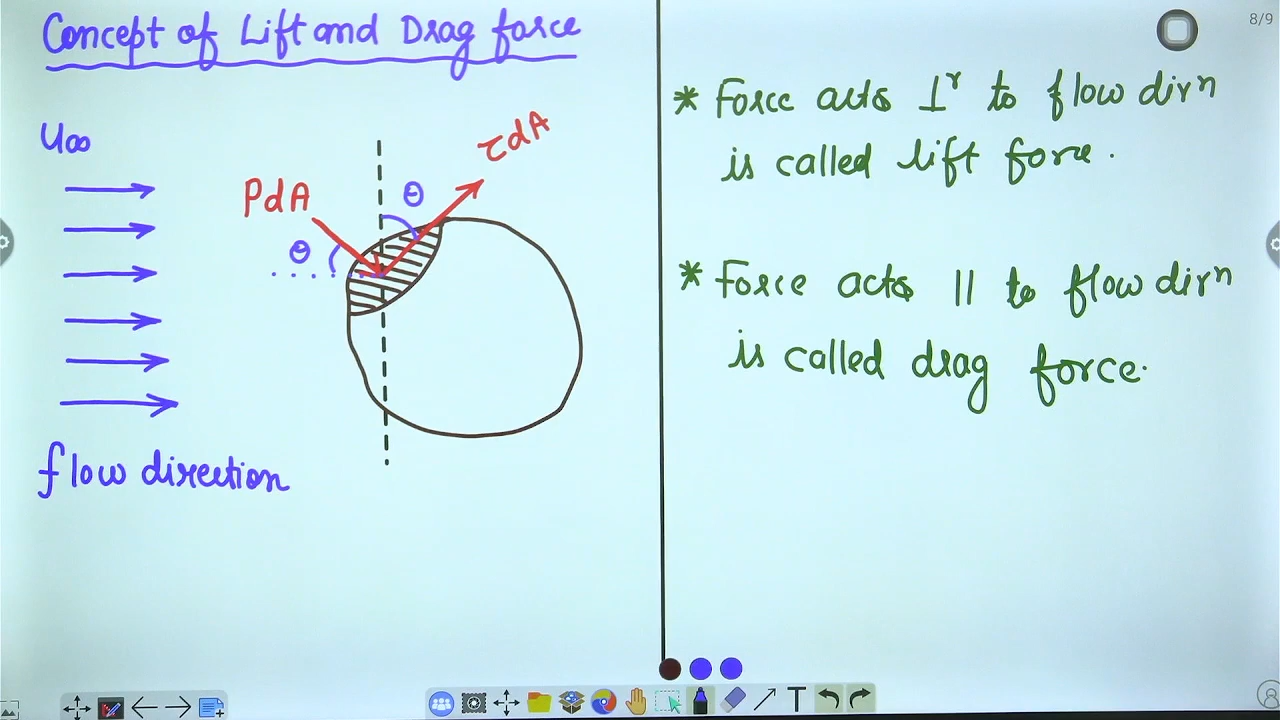 Concept of Lift and Drag force
U∞
PdA
τdA
θ
θ
flow direction
* Force acts ⊥ʳ to flow dirⁿ
is called lift force.
* Force acts || to flow dirⁿ
is called drag force.
8/9
T